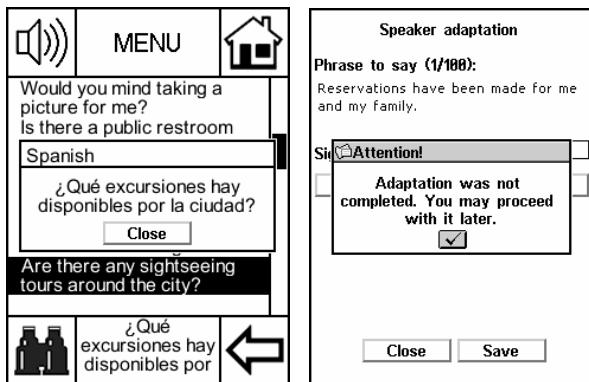 MENU
Would you mind taking a
picture for me?
Is there a public restroom
Spanish
¿Qué excursiones hay
disponibles por la ciudad?
Close
Are there any sightseeing
tours around the city?
¿Qué
excursiones hay
disponibles por
Speaker adaptation
Phrase to say (1/100):
Reservations have been made for me
and my family.
Attention!
Adaptation was not
completed. You may proceed
with it later.
Close
Save